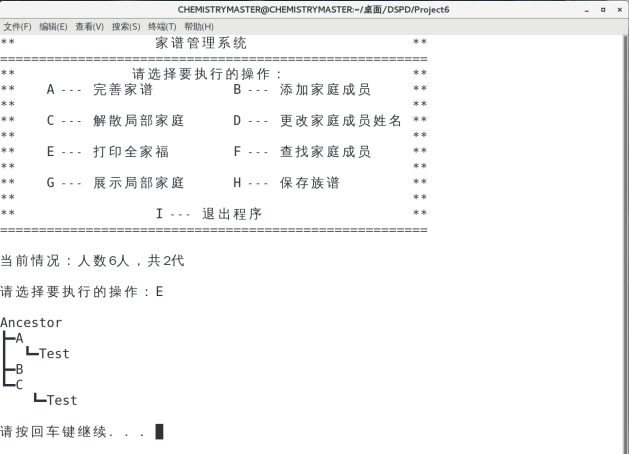 CHEMISTRYMASTER@CHEMISTRYMASTER:~/桌面/DSPD/Project6
文件(F) 编辑(E) 查看(V) 搜索(S) 终端(T) 帮助(H)
** 家谱管理系统 **
=======================================================
** 请选择要执行的操作： **
** A --- 完善家谱 B --- 添加家庭成员 **
** **
** C --- 解散局部家庭 D --- 更改家庭成员姓名 **
** **
** E --- 打印全家福 F --- 查找家庭成员 **
** **
** G --- 展示局部家庭 H --- 保存族谱 **
** **
** I --- 退出程序 **
=======================================================
当前情况：人数6人，共2代
请选择要执行的操作：E
Ancestor
┣━A
┃ ┗━Test
┣━B
┗━C
┗━Test
请按回车键继续. . .